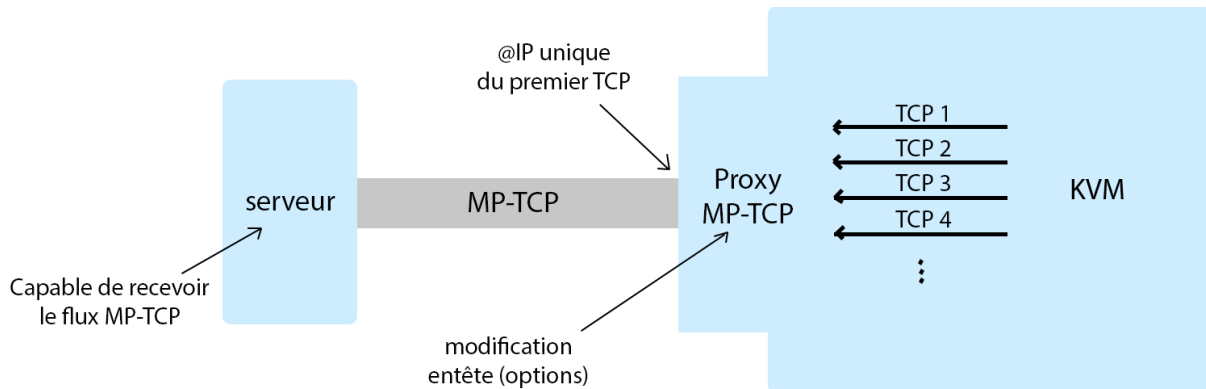 @IP unique
du premier TCP
TCP 1
TCP 2
TCP 3
TCP 4
serveur
MP-TCP
Proxy
MP-TCP
KVM
Capable de recevoir
le flux MP-TCP
modification
entête (options)